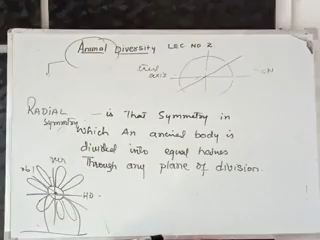 Animal Diversity LEC NO 2
axis
RADIAL - is That Symmetry in
Symmetry
Which An animal body is
divided into equal halves
Through any plane of division.